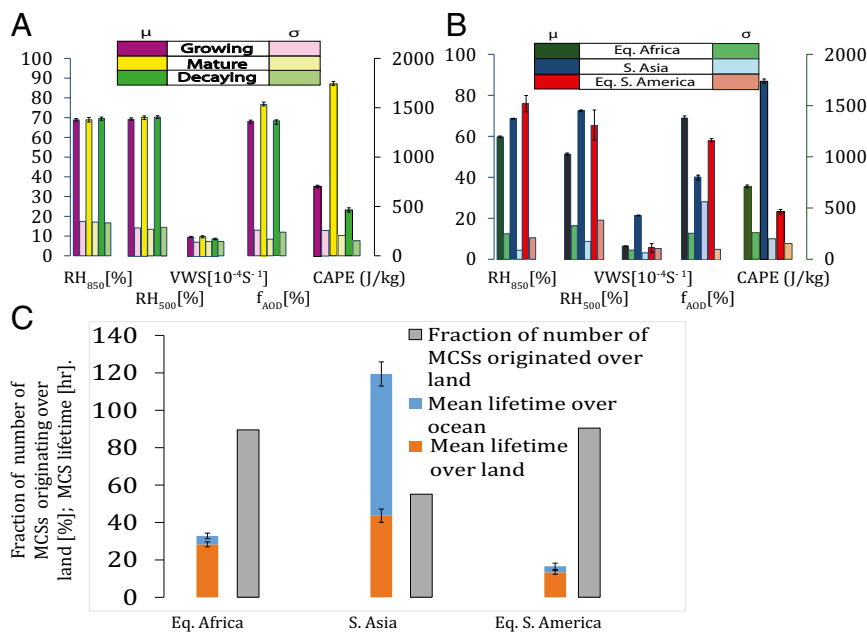 A
μ σ
Growing
Mature
Decaying
100
90
80
70
60
50
40
30
20
10
0
2000
1500
1000
500
0
RH850[%] VWS[10-4S-1] CAPE (J/kg)
RH500[%] fAOD[%]
B
μ σ
Eq. Africa
S. Asia
Eq. S. America
100
80
60
40
20
0
2000
1500
1000
500
0
RH850[%] VWS[10-4S-1] CAPE (J/kg)
RH500[%] fAOD[%]
C
Fraction of number of
MCSs originating over
land [%]; MCS lifetime [hr].
140
120
100
80
60
40
20
0
Fraction of number of
MCSs originated over
land
Mean lifetime over
ocean
Mean lifetime
over land
Eq. Africa S. Asia Eq. S. America